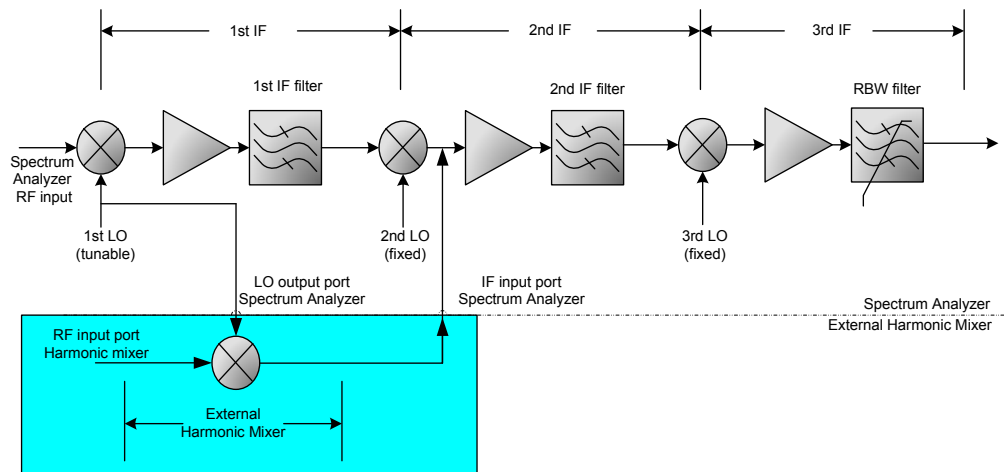 1st IF
2nd IF
3rd IF
1st IF filter
2nd IF filter
RBW filter
Spectrum
Analyzer
RF input
1st LO
(tunable)
2nd LO
(fixed)
3rd LO
(fixed)
LO output port
Spectrum Analyzer
IF input port
Spectrum Analyzer
Spectrum Analyzer
External Harmonic Mixer
RF input port
Harmonic mixer
External
Harmonic Mixer